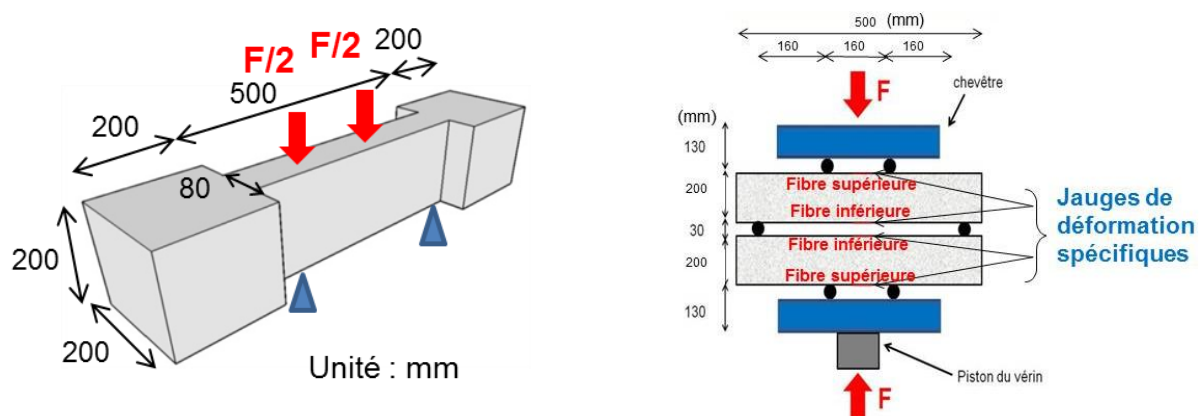 F/2
F/2
200
500
200
80
200
200
Unité : mm
500 (mm)
160
160
160
F
chevêtre
(mm)
130
200
Fibre supérieure
Fibre inférieure
30
200
Fibre inférieure
Fibre supérieure
130
Jauges de
déformation
spécifiques
Piston du vérin
F